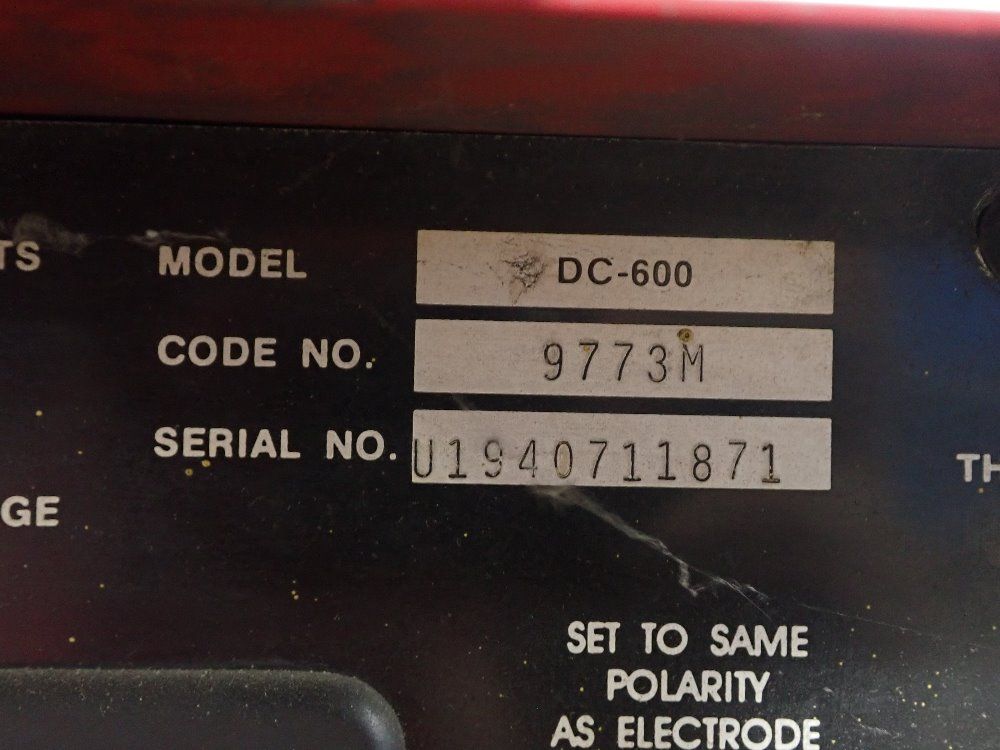 TS
MODEL DC-600
CODE NO. 9773M
SERIAL NO. U1940711871
TH
GE
SET TO SAME
POLARITY
AS ELECTRODE